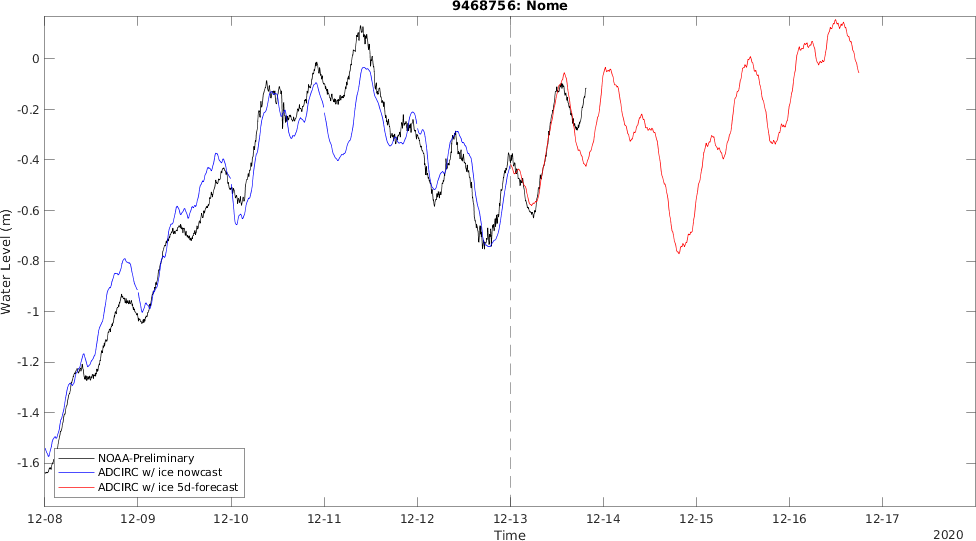 9468756: Nome
Water Level (m)
0
-0.2
-0.4
-0.6
-0.8
-1
-1.2
-1.4
-1.6
NOAA-Preliminary
ADCIRC w/ ice nowcast
ADCIRC w/ ice 5d-forecast
12-08 12-09 12-10 12-11 12-12 12-13 12-14 12-15 12-16 12-17
Time
2020